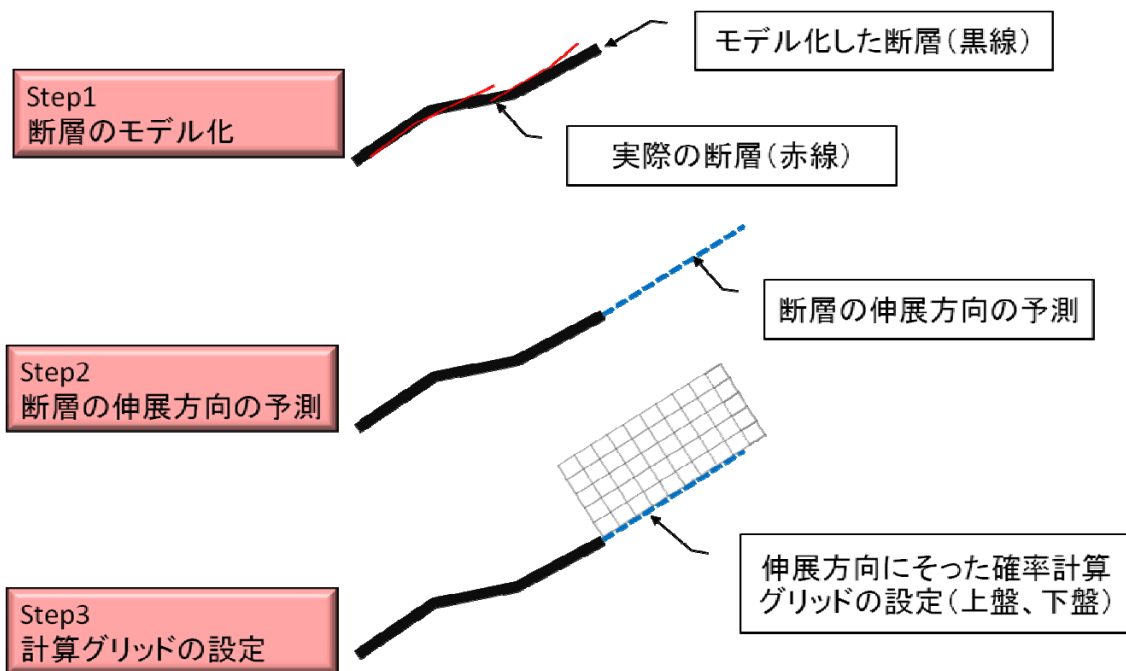 モデル化した断層（黒線）
Step1
断層のモデル化
実際の断層（赤線）
断層の伸展方向の予測
Step2
断層の伸展方向の予測
伸展方向にそった確率計算
グリッドの設定（上盤、下盤）
Step3
計算グリッドの設定